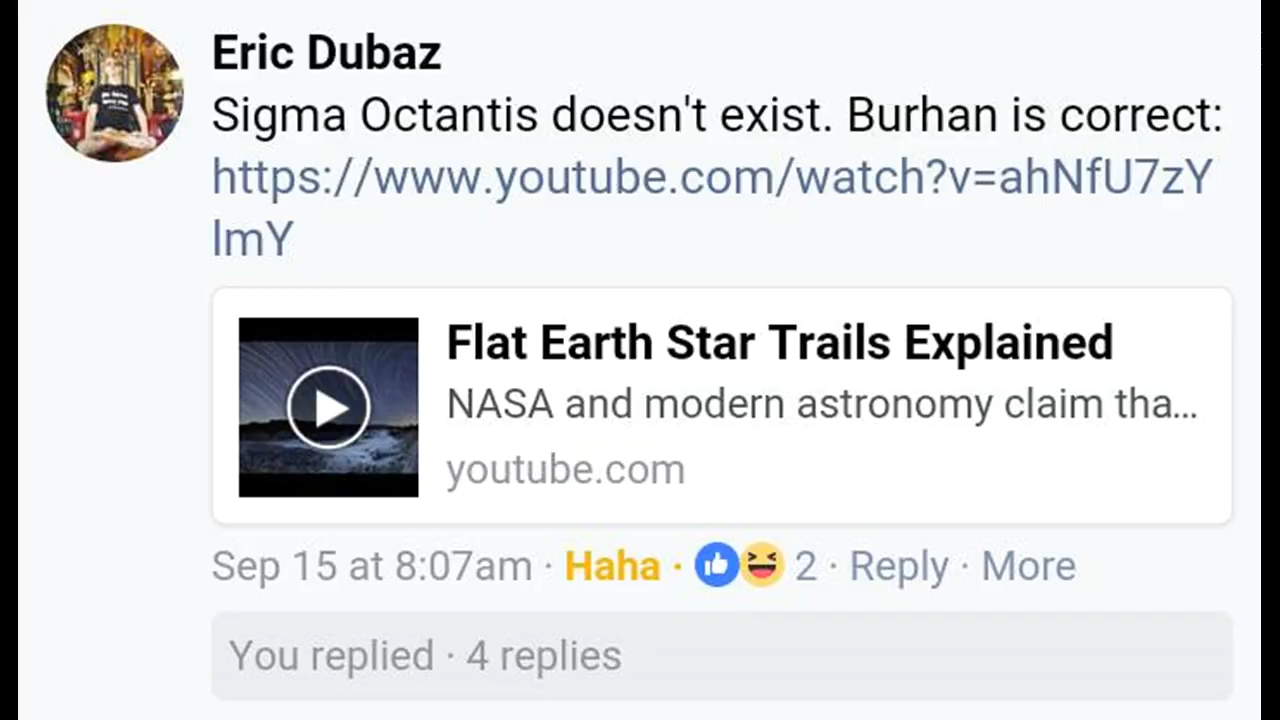 Eric Dubaz
Sigma Octantis doesn't exist. Burhan is correct:
https://www.youtube.com/watch?v=ahNfU7zY
lmY
Flat Earth Star Trails Explained
NASA and modern astronomy claim tha...
youtube.com
Sep 15 at 8:07am · Haha · 2 · Reply · More
You replied · 4 replies